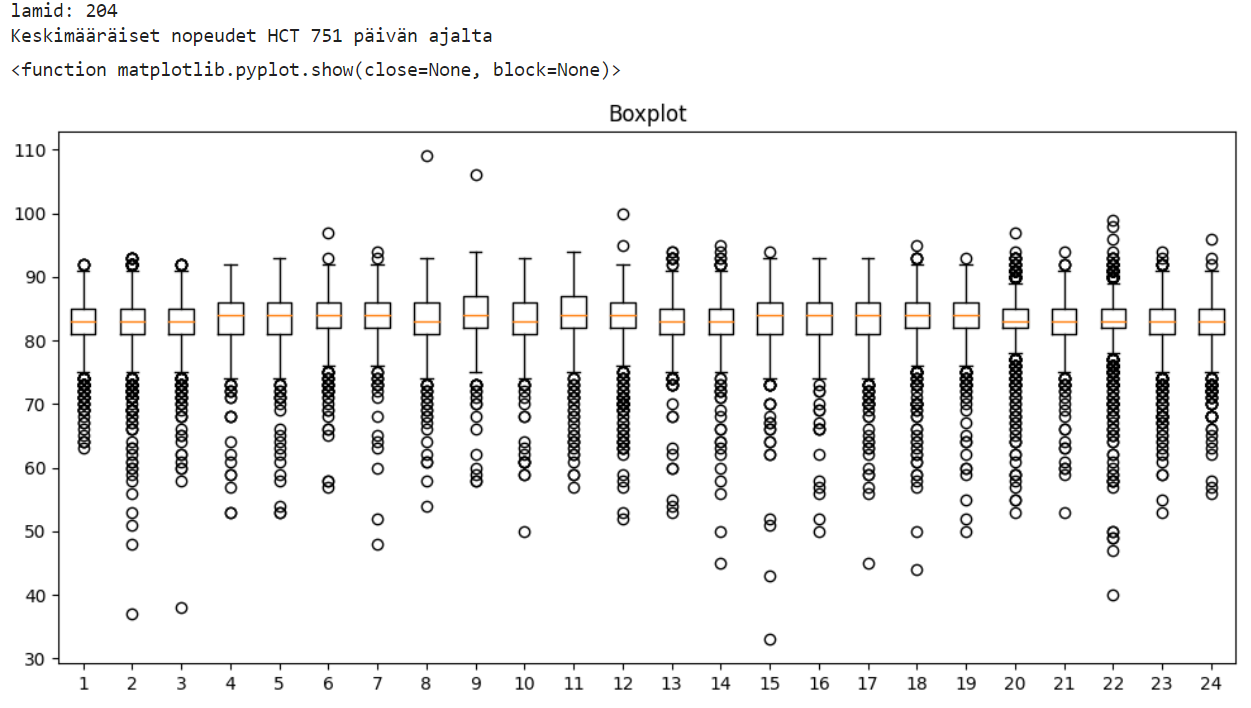 lamid: 204
Keskimääräiset nopeudet HCT 751 päivän ajalta
<function matplotlib.pyplot.show(close=None, block=None)>
Boxplot
110
100
90
80
70
60
50
40
30
1 2 3 4 5 6 7 8 9 10 11 12 13 14 15 16 17 18 19 20 21 22 23 24